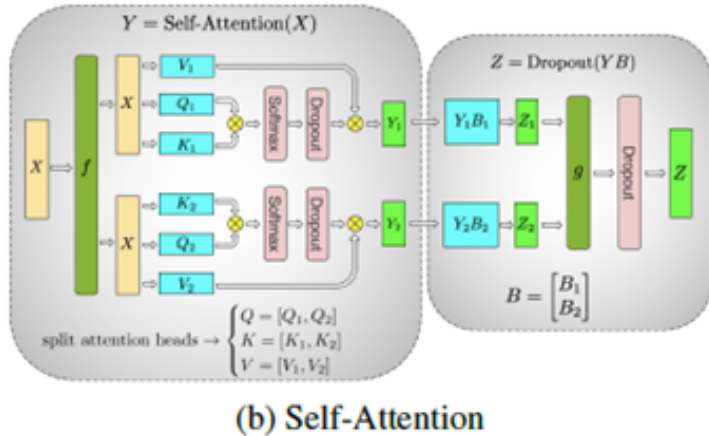 Y = Self-Attention(X)
Z = Dropout(YB)
X
f
X
V₁
Q₁
K₁
Softmax
Dropout
Y₁
Y₁B₁
Z₁
X
K₂
Q₂
V₂
Softmax
Dropout
Y₂
Y₂B₂
Z₂
g
Dropout
Z
split attention heads → { Q = [Q₁, Q₂]
K = [K₁, K₂]
V = [V₁, V₂]
B = [B₁
B₂]
(b) Self-Attention